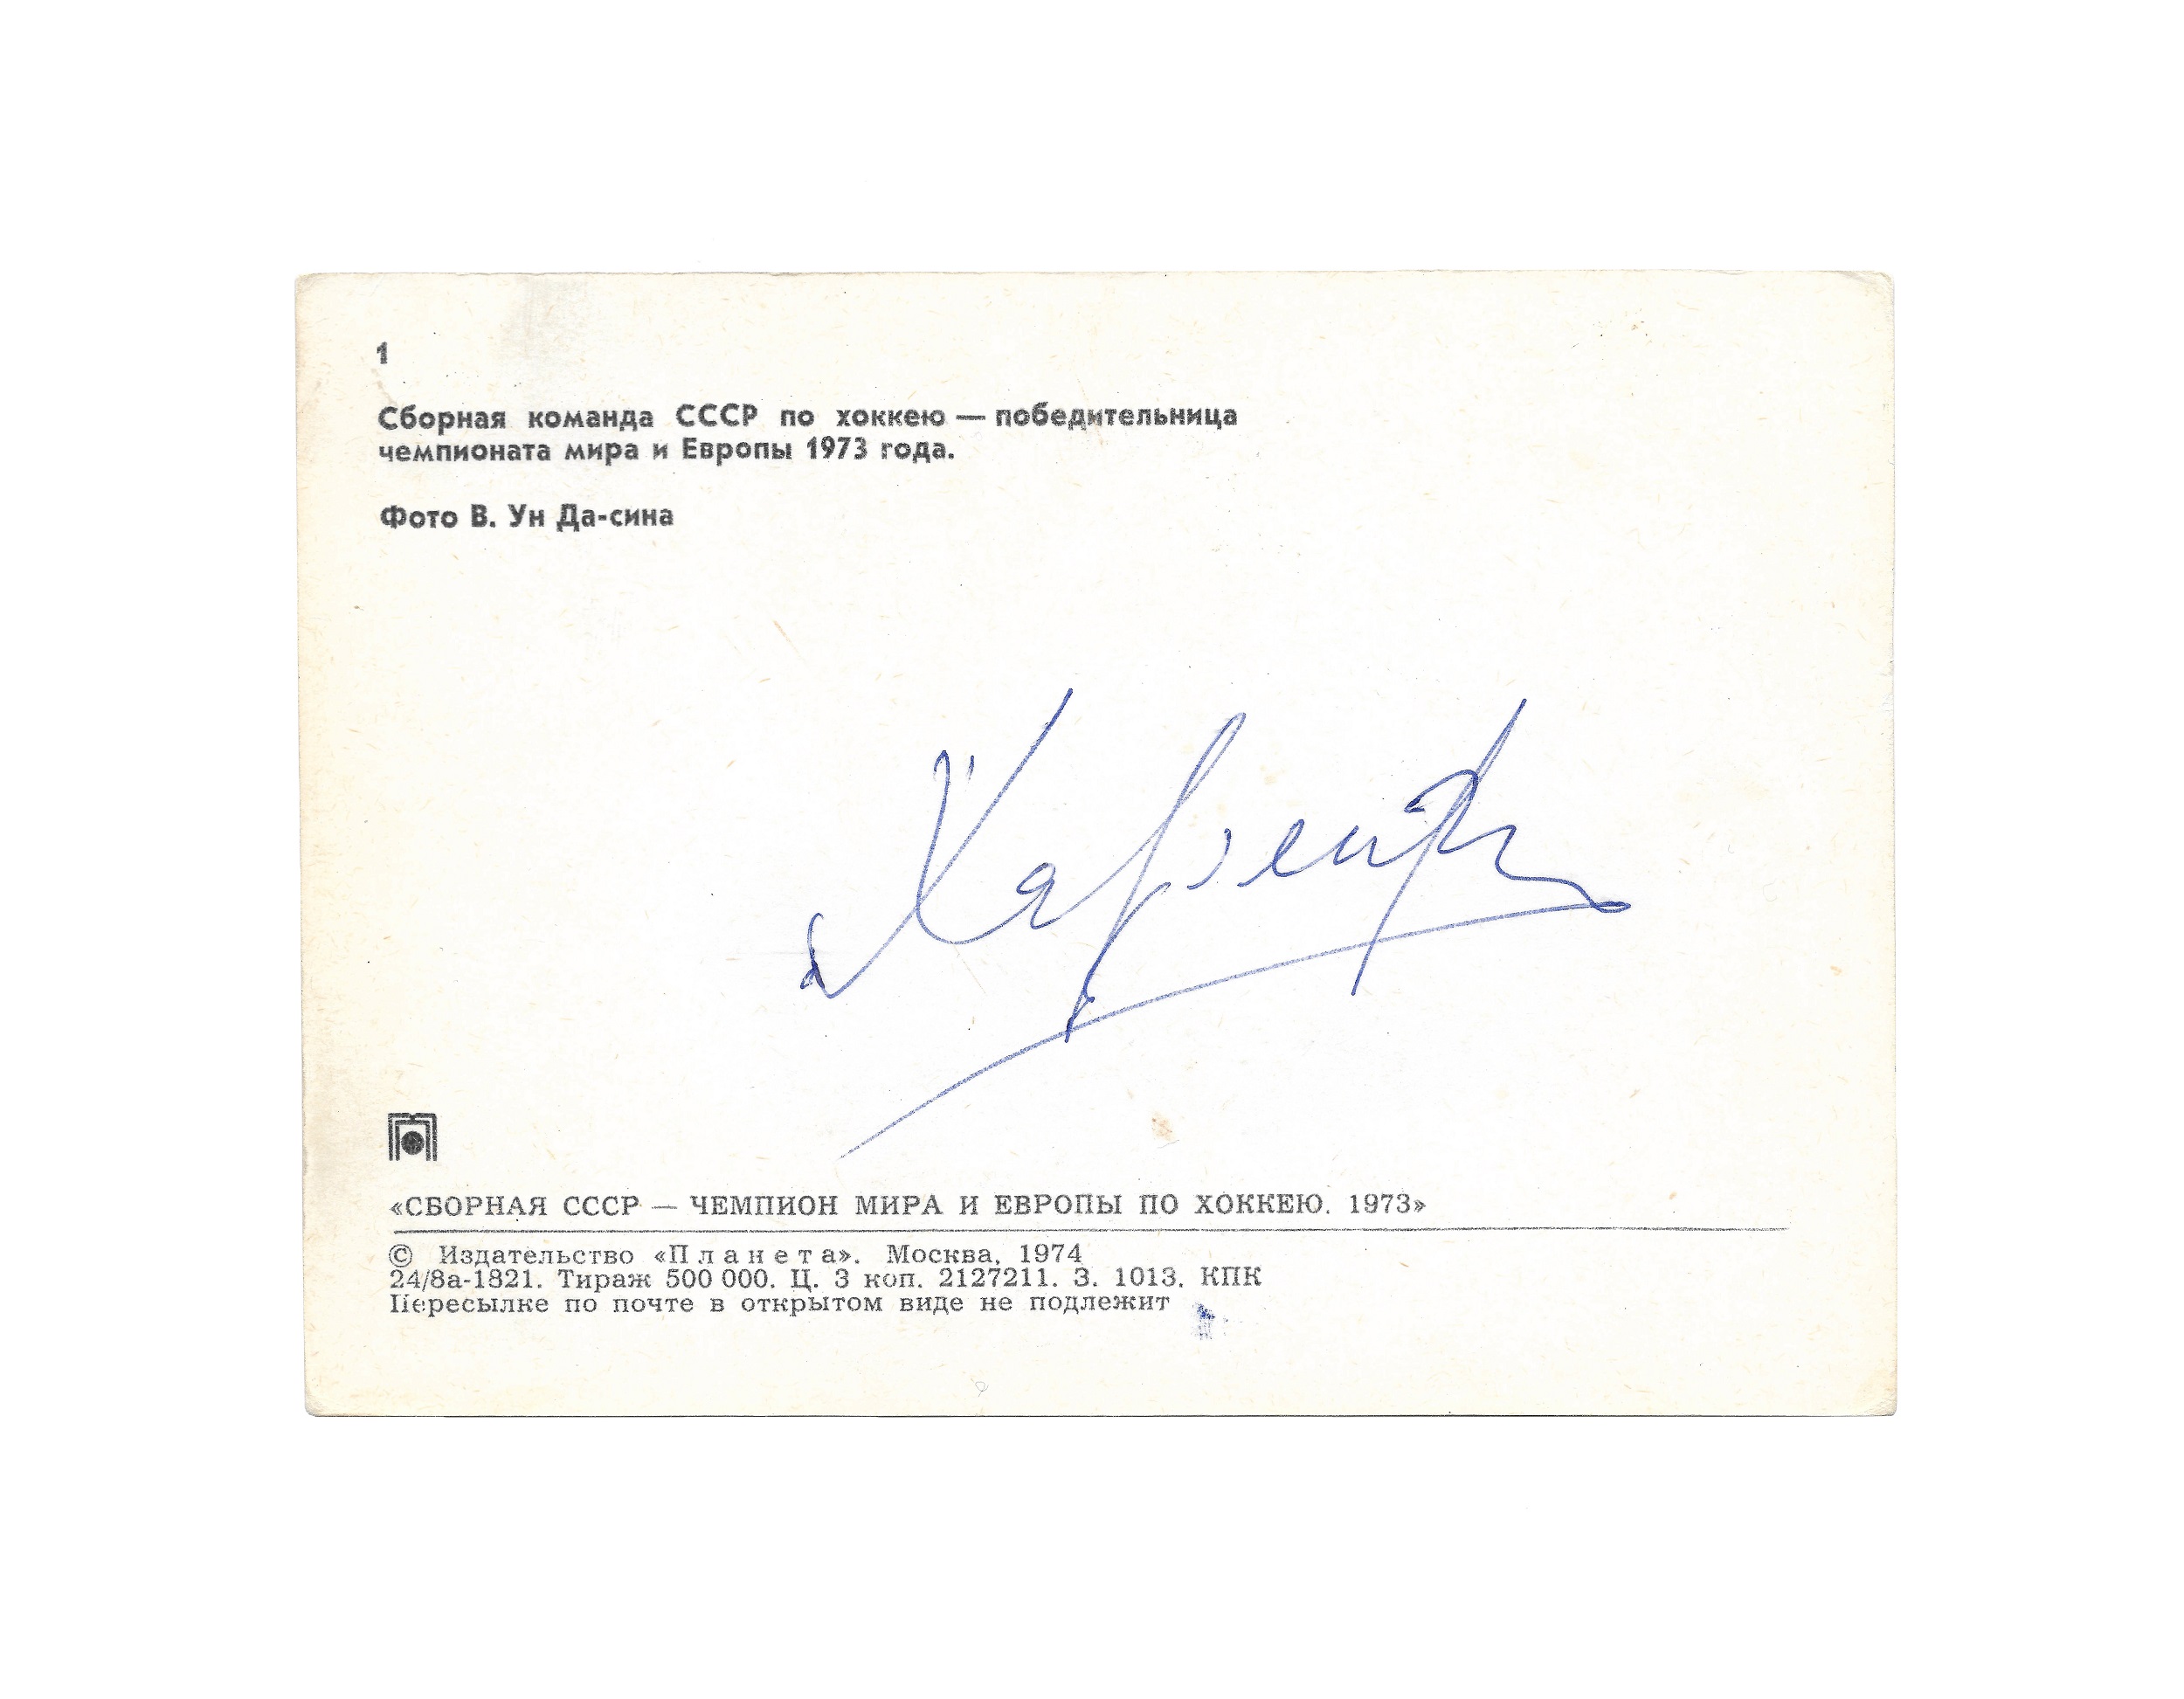 1
Сборная команда СССР по хоккею — победительница
чемпионата мира и Европы 1973 года.
Фото В. Ун Да-сина
«СБОРНАЯ СССР — ЧЕМПИОН МИРА И ЕВРОПЫ ПО ХОККЕЮ. 1973»
© Издательство «Планета». Москва, 1974
24/8а-1821. Тираж 500 000. Ц. 3 коп. 2127211. З. 1013. КПК
Пересылке по почте в открытом виде не подлежит